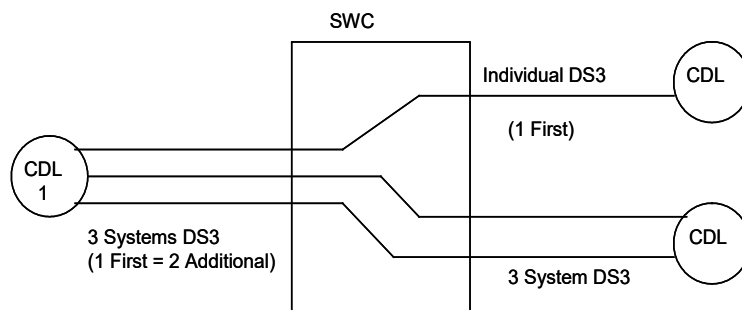 SWC
Individual DS3
CDL
(1 First)
CDL
1
3 Systems DS3
(1 First = 2 Additional)
CDL
3 System DS3